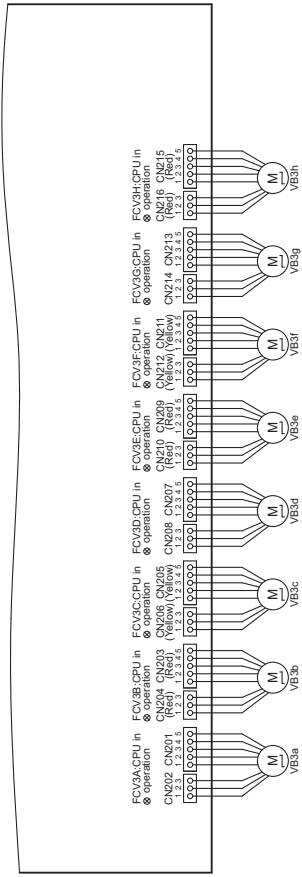 FCV3A:CPU in
⊗ operation
CN202 CN201
1 2 3 1 2 3 4 5
M
VB3a
FCV3B:CPU in
⊗ operation
CN204 CN203
(Red) (Red)
1 2 3 1 2 3 4 5
M
VB3b
FCV3C:CPU in
⊗ operation
CN206 CN205
(Yellow) (Yellow)
1 2 3 1 2 3 4 5
M
VB3c
FCV3D:CPU in
⊗ operation
CN208 CN207
1 2 3 1 2 3 4 5
M
VB3d
FCV3E:CPU in
⊗ operation
CN210 CN209
(Red) (Red)
1 2 3 1 2 3 4 5
M
VB3e
FCV3F:CPU in
⊗ operation
CN212 CN211
(Yellow) (Yellow)
1 2 3 1 2 3 4 5
M
VB3f
FCV3G:CPU in
⊗ operation
CN214 CN213
1 2 3 1 2 3 4 5
M
VB3g
FCV3H:CPU in
⊗ operation
CN216 CN215
(Red) (Red)
1 2 3 1 2 3 4 5
M
VB3h